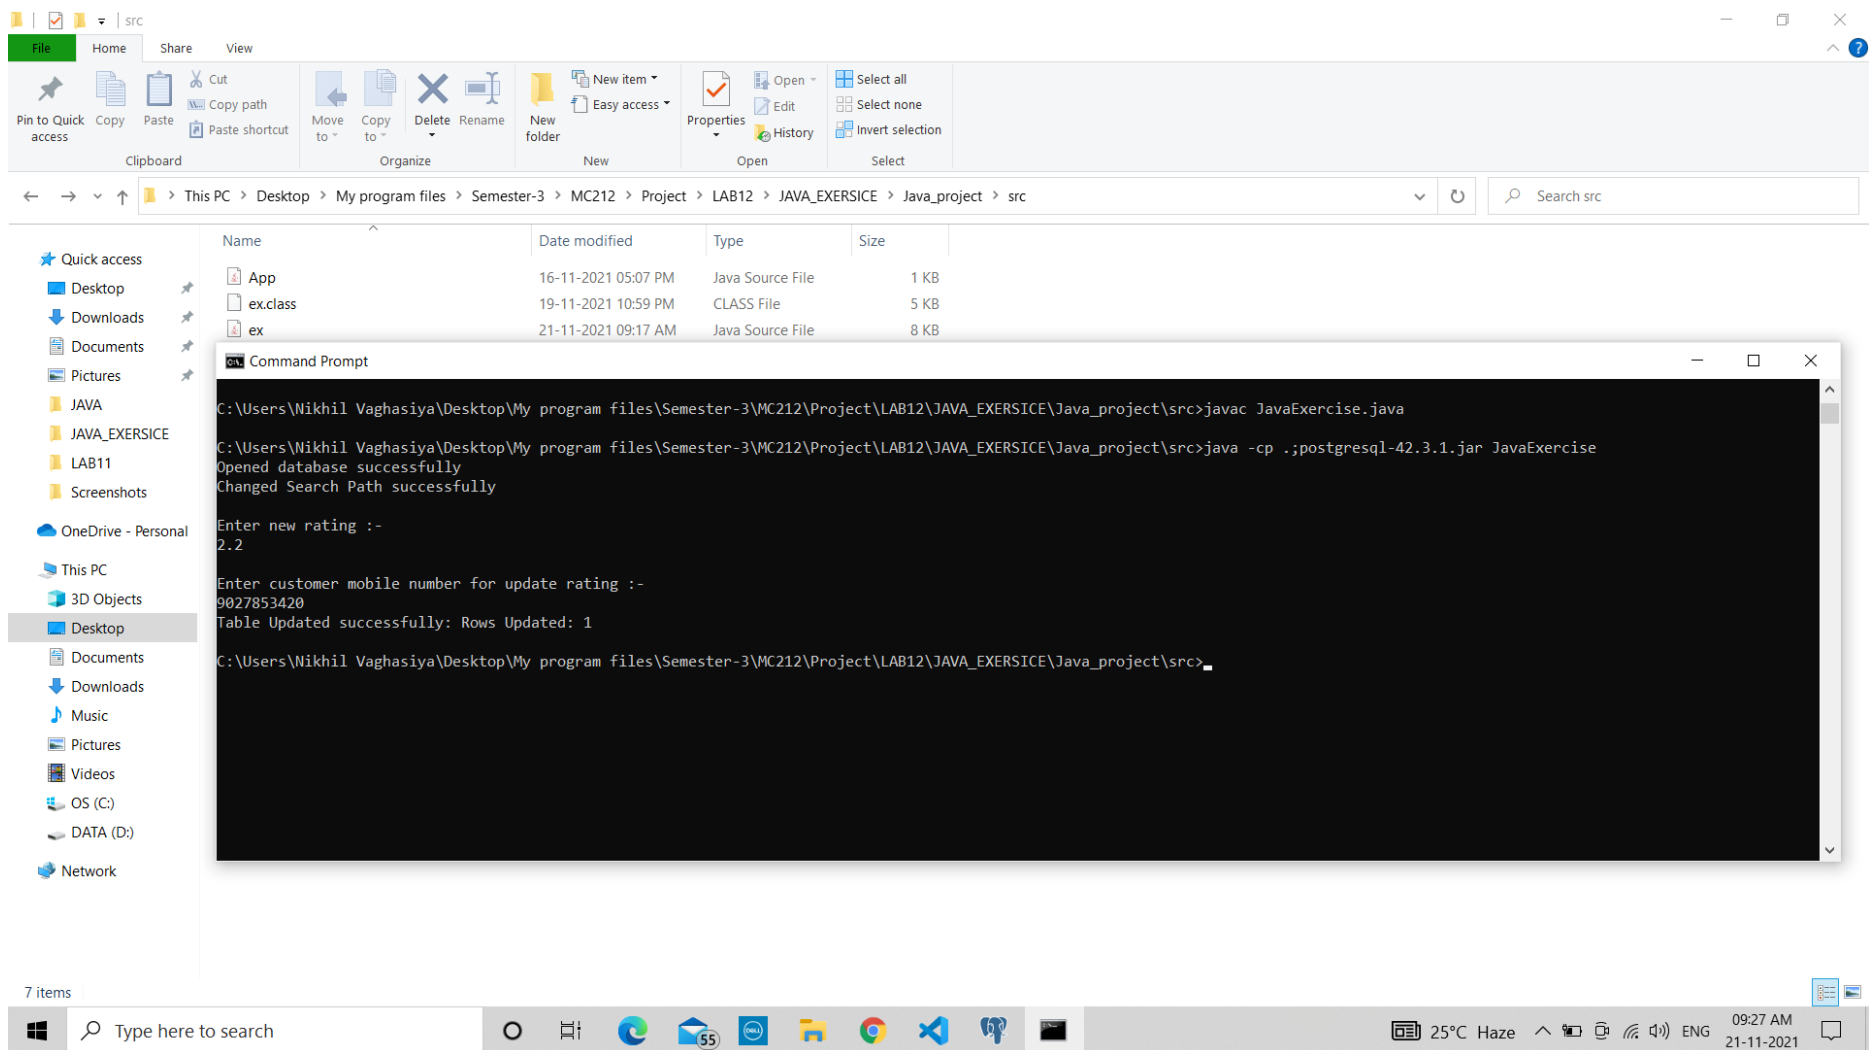 src
File Home Share View
Pin to Quick access
Copy
Paste
Cut
Copy path
Paste shortcut
Clipboard
Move to
Copy to
Delete
Rename
Organize
New folder
New item
Easy access
New
Properties
Open
Edit
History
Open
Select all
Select none
Invert selection
Select
This PC > Desktop > My program files > Semester-3 > MC212 > Project > LAB12 > JAVA_EXERSICE > Java_project > src
Search src
Name Date modified Type Size
App 16-11-2021 05:07 PM Java Source File 1 KB
ex.class 19-11-2021 10:59 PM CLASS File 5 KB
ex 21-11-2021 09:17 AM Java Source File 8 KB
Quick access
Desktop
Downloads
Documents
Pictures
JAVA
JAVA_EXERSICE
LAB11
Screenshots
OneDrive - Personal
This PC
3D Objects
Desktop
Documents
Downloads
Music
Pictures
Videos
OS (C:)
DATA (D:)
Network
Command Prompt
C:\Users\Nikhil Vaghasiya\Desktop\My program files\Semester-3\MC212\Project\LAB12\JAVA_EXERSICE\Java_project\src>javac JavaExercise.java
C:\Users\Nikhil Vaghasiya\Desktop\My program files\Semester-3\MC212\Project\LAB12\JAVA_EXERSICE\Java_project\src>java -cp .;postgresql-42.3.1.jar JavaExercise
Opened database successfully
Changed Search Path successfully
Enter new rating :-
2.2
Enter customer mobile number for update rating :-
9027853420
Table Updated successfully: Rows Updated: 1
C:\Users\Nikhil Vaghasiya\Desktop\My program files\Semester-3\MC212\Project\LAB12\JAVA_EXERSICE\Java_project\src>
7 items
Type here to search
55
DELL
25°C Haze
ENG
09:27 AM
21-11-2021